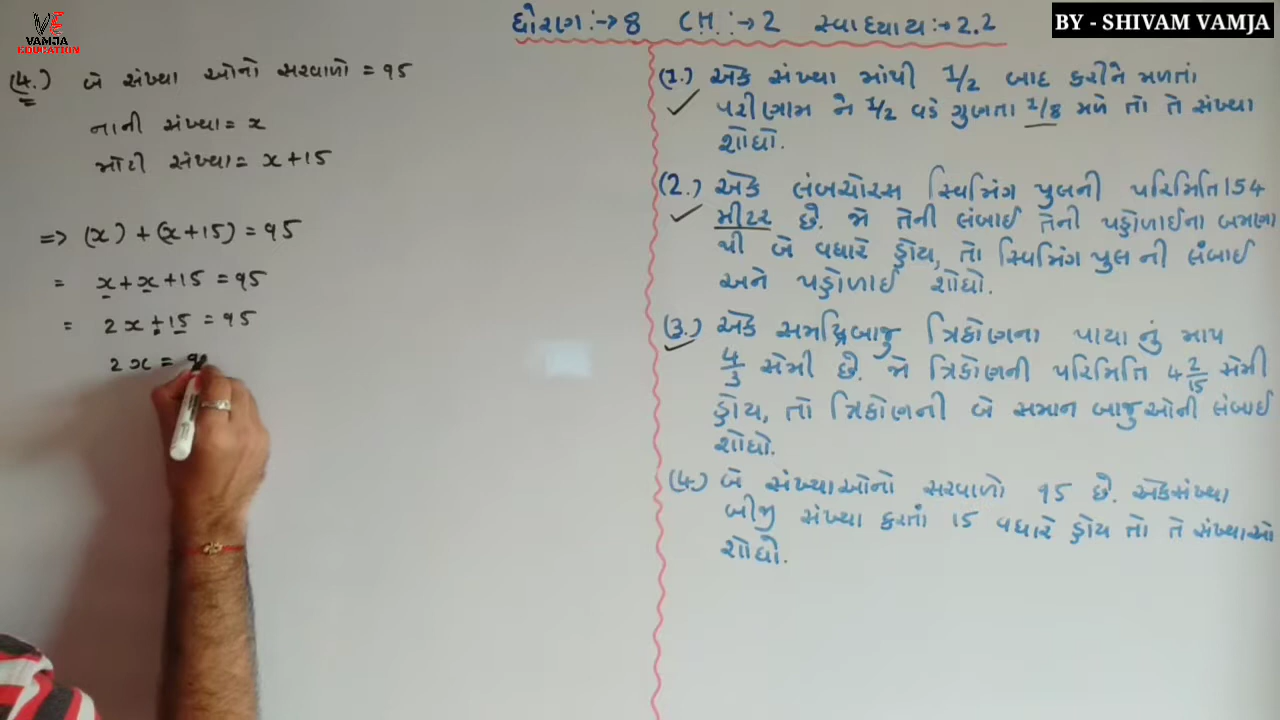 VE
VAMJA
EDUCATION
ધોરણ:→8 CH.:→2 સ્વાધ્યાય:→2.2
BY - SHIVAM VAMJA
(4.) બે સંખ્યા ઓનો સરવાળો = 95
નાની સંખ્યા = x
મોટી સંખ્યા = x + 15
=> (x) + (x + 15) = 95
= x + x + 15 = 95
= 2x + 15 = 95
2x =
(1.) એક સંખ્યા માંથી 1/2 બાદ કરીને મળતાં
પરીણામ ને 1/2 વડે ગુણતા 1/8 મળે તો તે સંખ્યા
શોધો.
(2.) એક લંબચોરસ સ્વિમિંગ પુલની પરિમિતિ 154
મીટર છે. જો તેની લંબાઈ તેની પહોળાઈના બમણા
થી બે વધારે હોય, તો સ્વિમિંગ પુલ ની લંબાઈ
અને પહોળાઈ શોધો.
(3.) એક સમદ્વિબાજુ ત્રિકોણના પાયા નું માપ
4/3 સેમી છે. જો ત્રિકોણની પરિમિતિ 4 2/15 સેમી
હોય, તો ત્રિકોણની બે સમાન બાજુઓની લંબાઈ
શોધો.
(4.) બે સંખ્યાઓનો સરવાળો 95 છે. એકસંખ્યા
બીજી સંખ્યા કરતાં 15 વધારે હોય તો તે સંખ્યાઓ
શોધો.